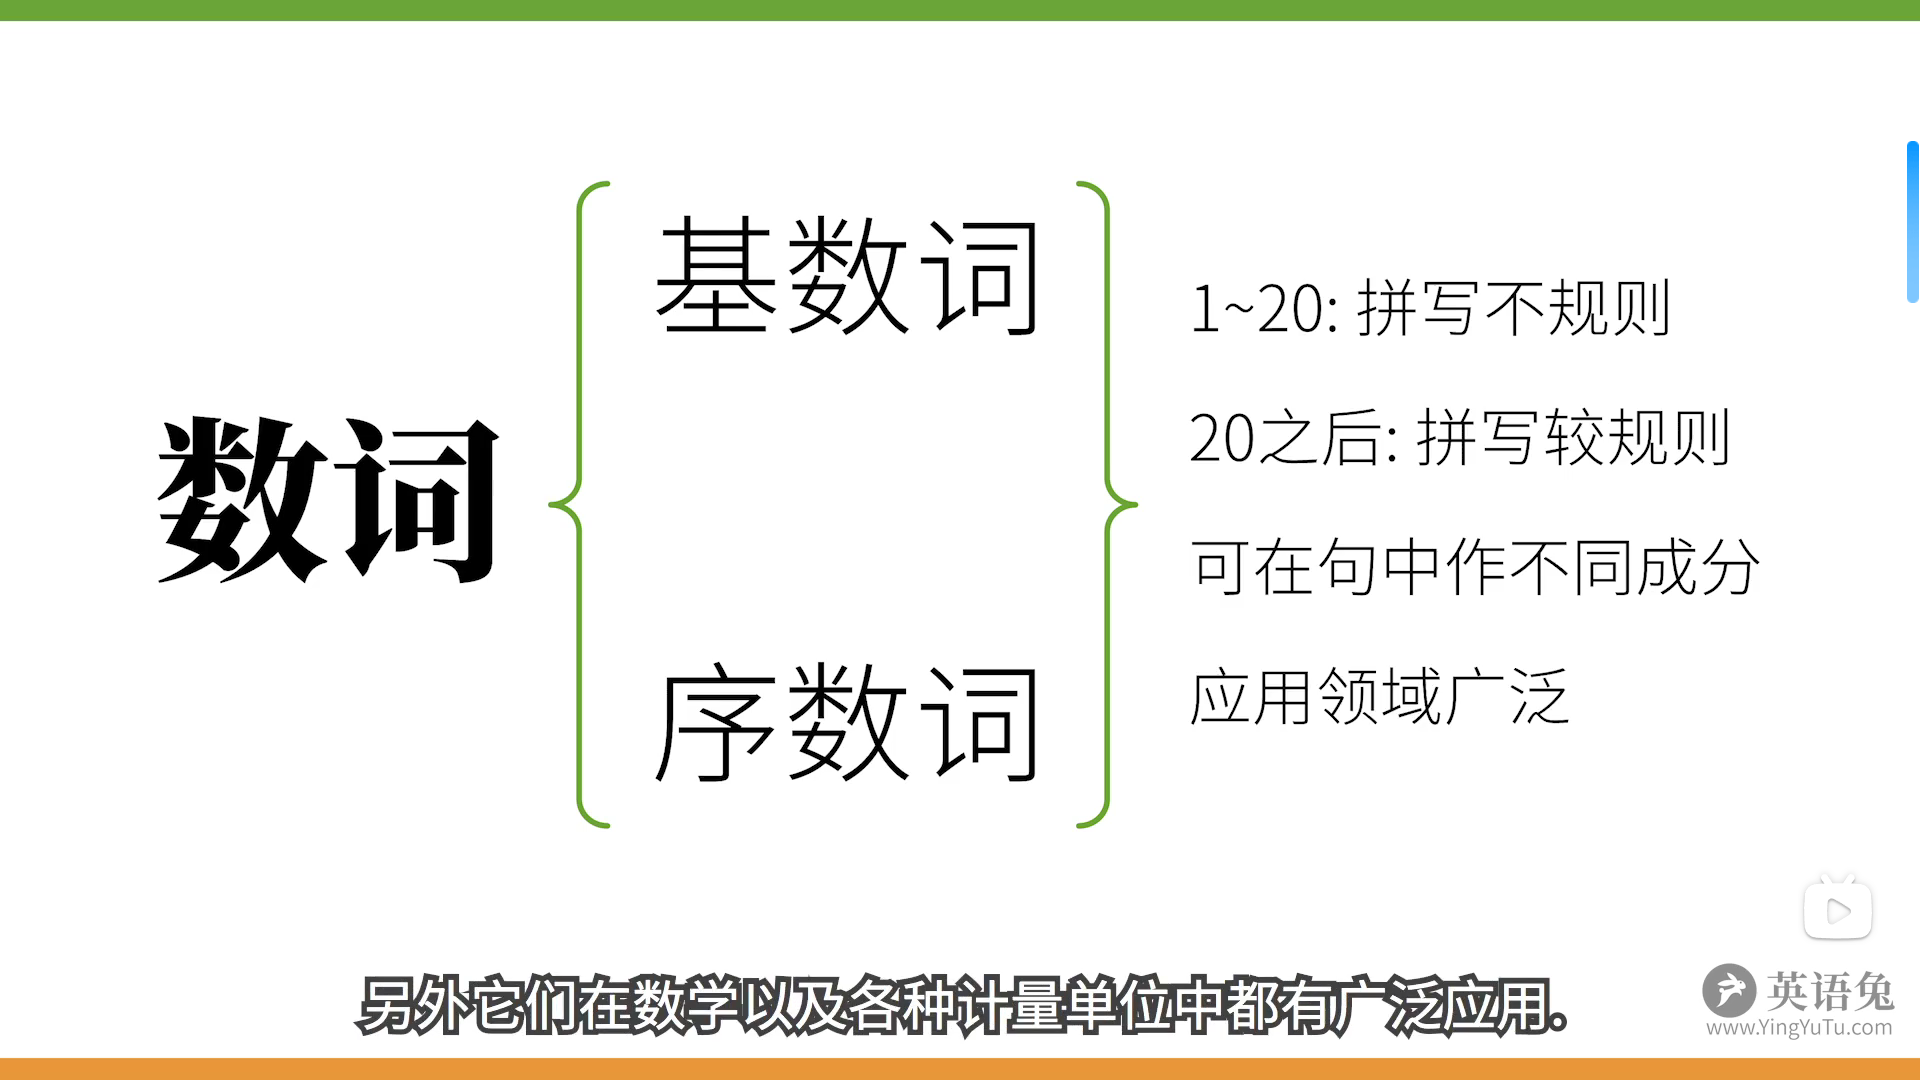 数词
基数词
序数词
1~20: 拼写不规则
20之后: 拼写较规则
可在句中作不同成分
应用领域广泛
另外它们在数学以及各种计量单位中都有广泛应用.
英语兔
www.YingYuTu.com